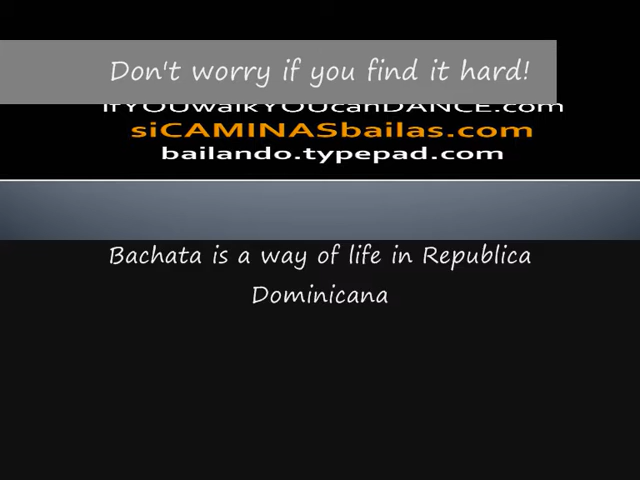 Don't worry if you find it hard!
ifYOUwalkYOUcanDANCE.com
siCAMINASbailas.com
bailando.typepad.com
Bachata is a way of life in Republica
Dominicana